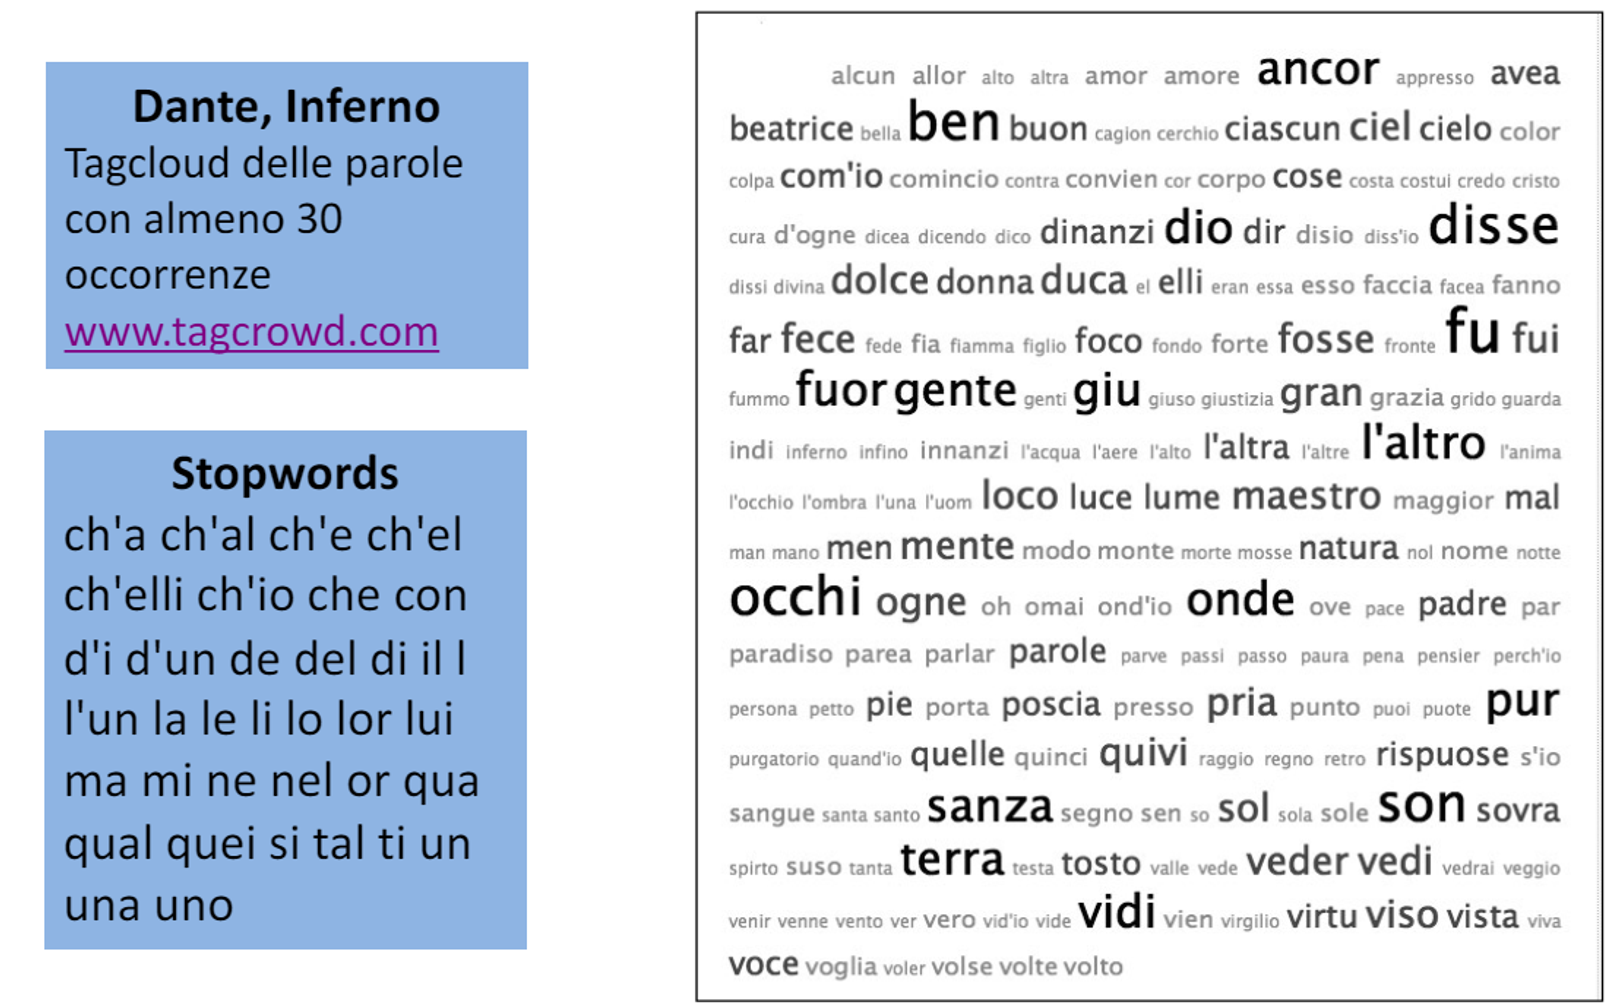 Dante, Inferno
Tagcloud delle parole
con almeno 30
occorrenze
www.tagcrowd.com
Stopwords
ch'a ch'al ch'e ch'el
ch'elli ch'io che con
d'i d'un de del di il l
l'un la le li lo lor lui
ma mi ne nel or qua
qual quei si tal ti un
una uno
alcun allor alto altra amor amore ancor appresso avea
beatrice bella ben buon cagion cerchio ciascun ciel cielo color
colpa com'io comincio contra convien cor corpo cose costa costui credo cristo
cura d'ogne dicea dicendo dico dinanzi dio dir disio diss'io disse
dissi divina dolce donna duca el elli eran essa esso faccia facea fanno
far fece fede fia fiamma figlio foco fondo forte fosse fronte fu fui
fummo fuor gente genti giu giuso giustizia gran grazia grido guarda
indi inferno infino innanzi l'acqua l'aere l'alto l'altra l'altre l'altro l'anima
l'occhio l'ombra l'una l'uom loco luce lume maestro maggior mal
man mano men mente modo monte morte mosse natura nol nome notte
occhi ogne oh omai ond'io onde ove pace padre par
paradiso parea parlar parole parve passi passo paura pena pensier perch'io
persona petto pie porta poscia presso pria punto puoi puote pur
purgatorio quand'io quelle quinci quivi raggio regno retro rispuose s'io
sangue santa santo sanza segno sen so sol sola sole son sovra
spirto suso tanta terra testa tosto valle vede veder vedi vedrai veggio
venir venne vento ver vero vid'io vide vidi vien virgilio virtu viso vista viva
voce voglia voler volse volte volto